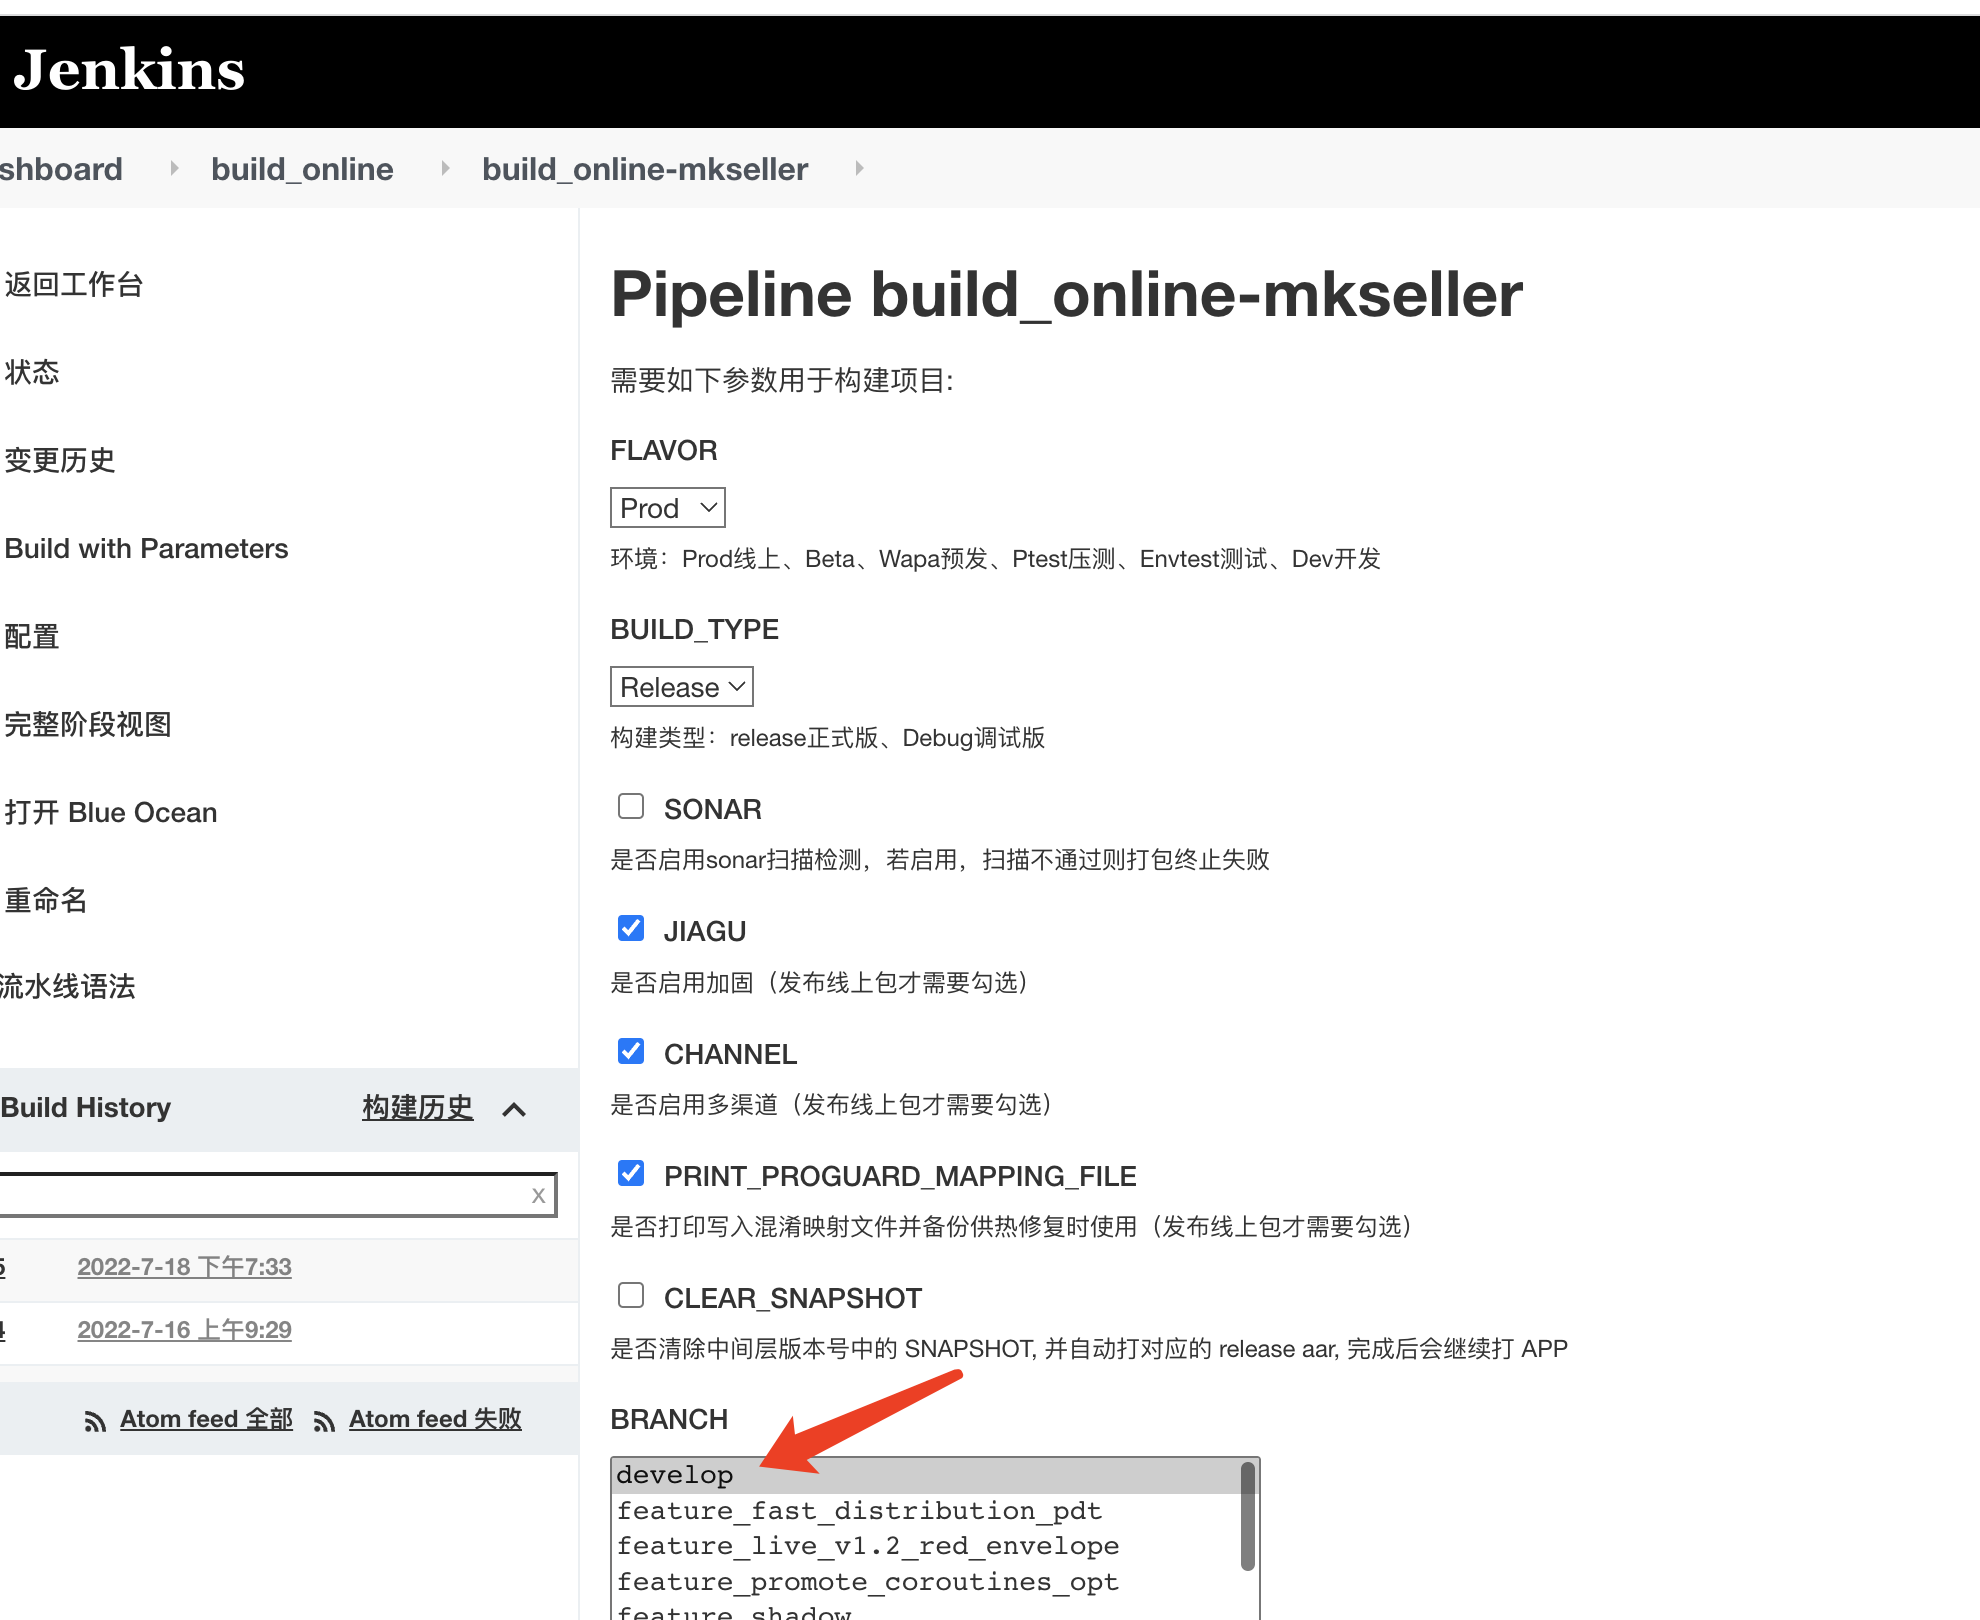 Jenkins
shboard
build_online
build_online-mkseller
返回工作台
状态
变更历史
Build with Parameters
配置
完整阶段视图
打开 Blue Ocean
重命名
流水线语法
Build History
构建历史
x
5
2022-7-18 下午7:33
4
2022-7-16 上午9:29
Atom feed 全部
Atom feed 失败
Pipeline build_online-mkseller
需要如下参数用于构建项目:
FLAVOR
Prod
环境：Prod线上、Beta、Wapa预发、Ptest压测、Envtest测试、Dev开发
BUILD_TYPE
Release
构建类型：release正式版、Debug调试版
SONAR
是否启用sonar扫描检测，若启用，扫描不通过则打包终止失败
JIAGU
是否启用加固（发布线上包才需要勾选）
CHANNEL
是否启用多渠道（发布线上包才需要勾选）
PRINT_PROGUARD_MAPPING_FILE
是否打印写入混淆映射文件并备份供热修复时使用（发布线上包才需要勾选）
CLEAR_SNAPSHOT
是否清除中间层版本号中的 SNAPSHOT, 并自动打对应的 release aar, 完成后会继续打 APP
BRANCH
develop
feature_fast_distribution_pdt
feature_live_v1.2_red_envelope
feature_promote_coroutines_opt
feature_shadow